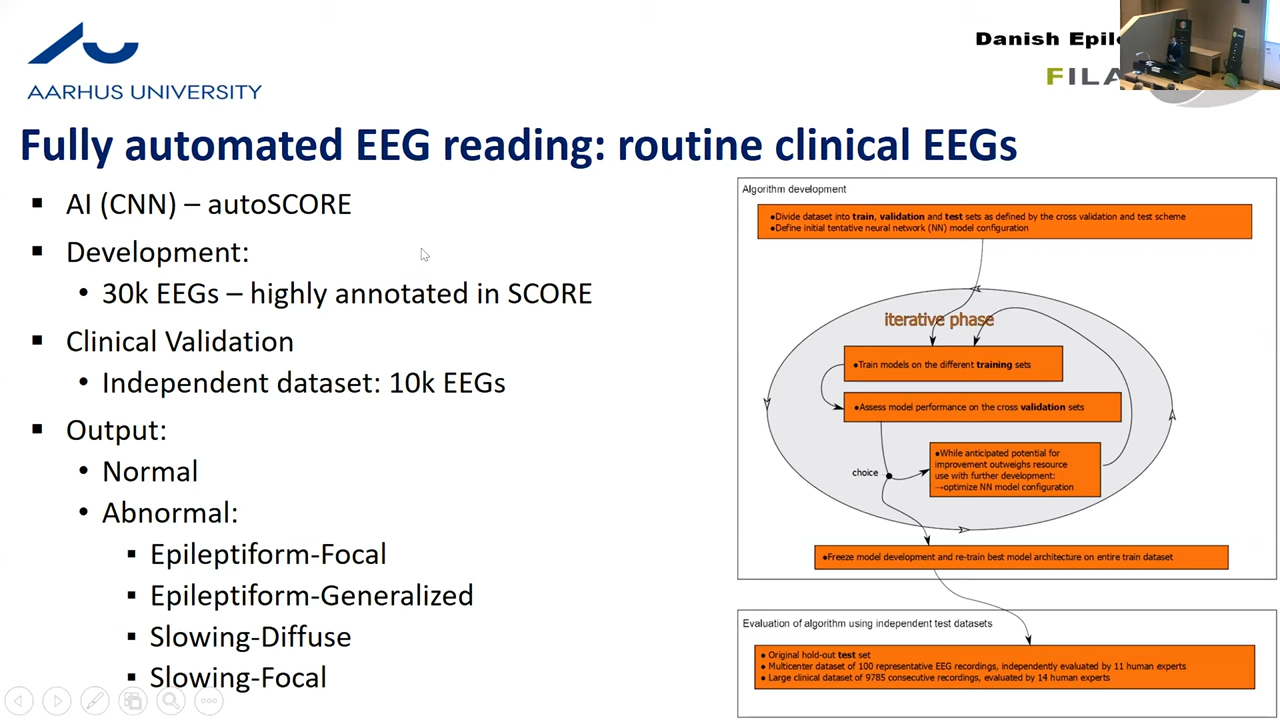 AARHUS UNIVERSITY
Danish
Fully automated EEG reading: routine clinical EEGs
▪ AI (CNN) – autoSCORE
▪ Development:
• 30k EEGs – highly annotated in SCORE
▪ Clinical Validation
• Independent dataset: 10k EEGs
▪ Output:
• Normal
• Abnormal:
▪ Epileptiform-Focal
▪ Epileptiform-Generalized
▪ Slowing-Diffuse
▪ Slowing-Focal
Algorithm development
●Divide dataset into train, validation and test sets as defined by the cross validation and test scheme
●Define initial tentative neural network (NN) model configuration
iterative phase
●Train models on the different training sets
●Assess model performance on the cross validation sets
choice
●While anticipated potential for
improvement outweighs resource
use with further development:
→optimize NN model configuration
●Freeze model development and re-train best model architecture on entire train dataset
Evaluation of algorithm using independent test datasets
● Original hold-out test set
● Multicenter dataset of 100 representative EEG recordings, independently evaluated by 11 human experts
● Large clinical dataset of 9785 consecutive recordings, evaluated by 14 human experts